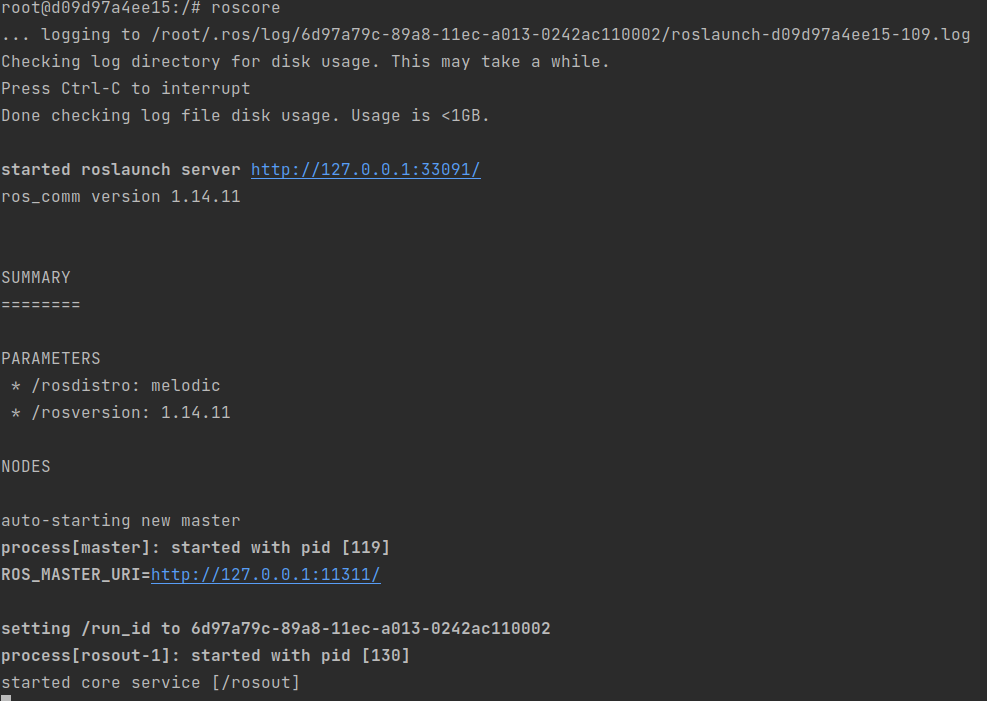 root@d09d97a4ee15:/# roscore
... logging to /root/.ros/log/6d97a79c-89a8-11ec-a013-0242ac110002/roslaunch-d09d97a4ee15-109.log
Checking log directory for disk usage. This may take a while.
Press Ctrl-C to interrupt
Done checking log file disk usage. Usage is <1GB.
started roslaunch server http://127.0.0.1:33091/
ros_comm version 1.14.11
SUMMARY
========
PARAMETERS
 * /rosdistro: melodic
 * /rosversion: 1.14.11
NODES
auto-starting new master
process[master]: started with pid [119]
ROS_MASTER_URI=http://127.0.0.1:11311/
setting /run_id to 6d97a79c-89a8-11ec-a013-0242ac110002
process[rosout-1]: started with pid [130]
started core service [/rosout]